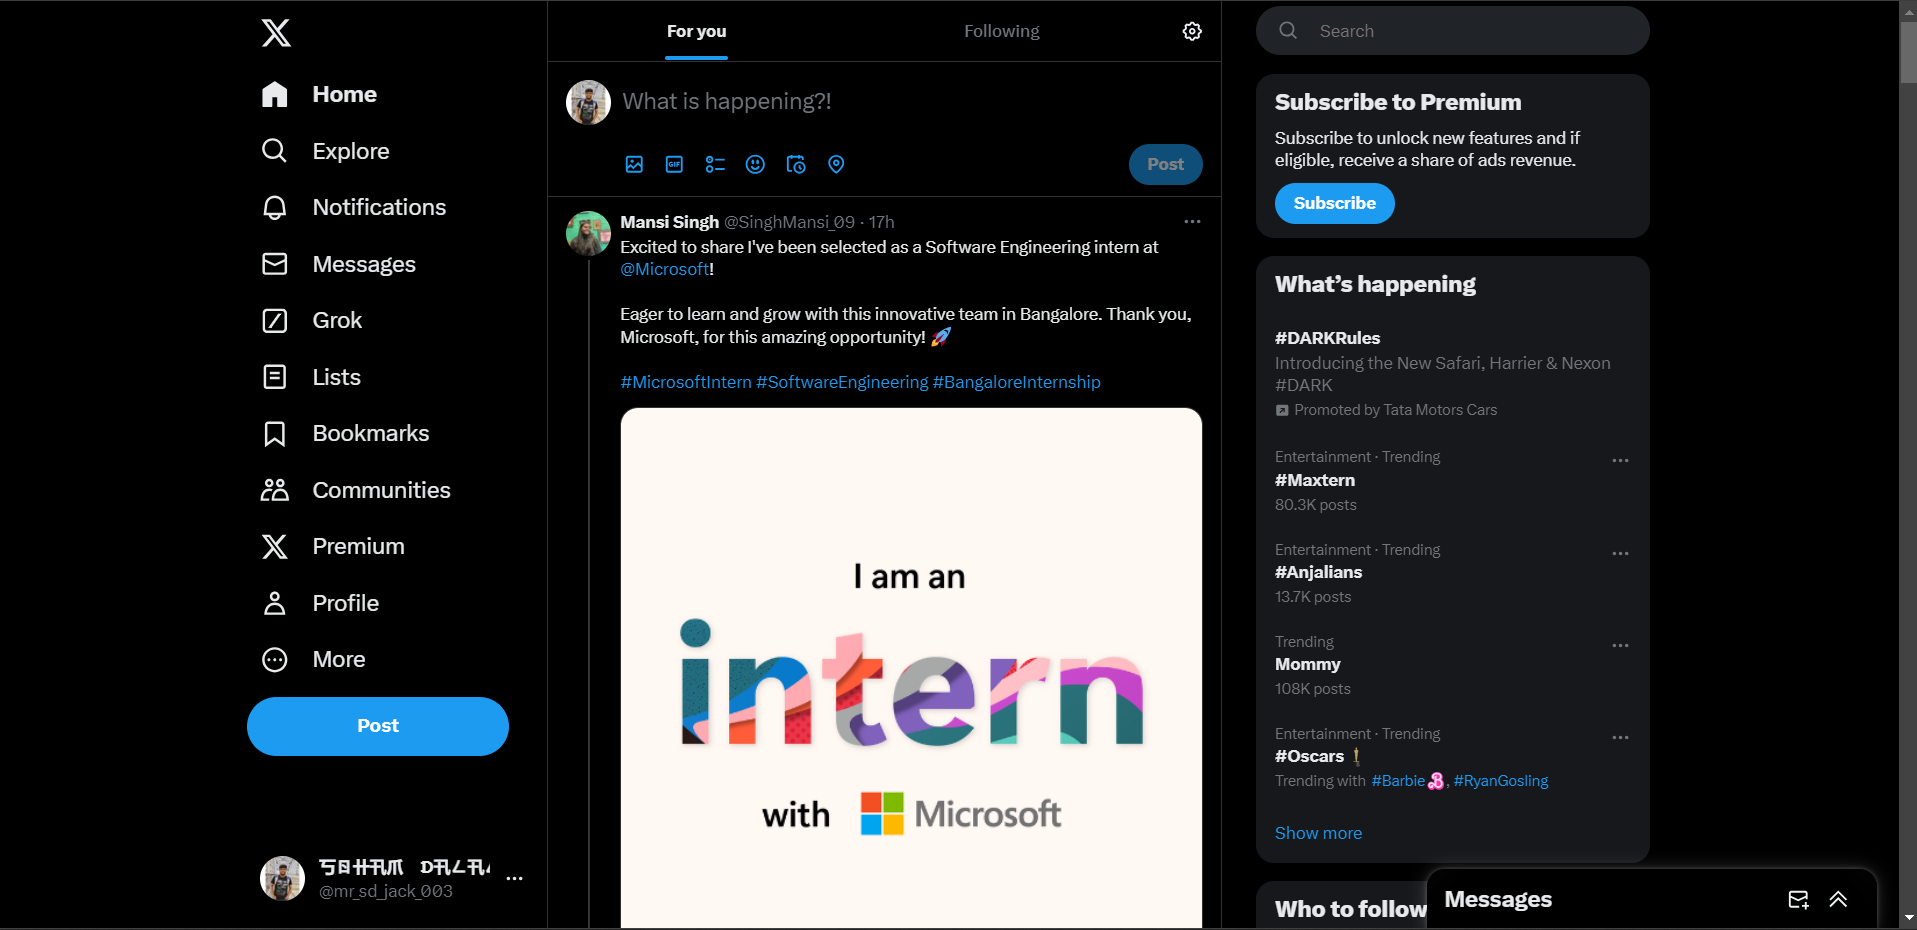 Home
Explore
Notifications
Messages
Grok
Lists
Bookmarks
Communities
Premium
Profile
More
Post
@mr_sd_jack_003
For you
Following
What is happening?!
GIF
Post
Mansi Singh @SinghMansi_09 · 17h
Excited to share I've been selected as a Software Engineering intern at
@Microsoft!
Eager to learn and grow with this innovative team in Bangalore. Thank you,
Microsoft, for this amazing opportunity! 🚀
#MicrosoftIntern #SoftwareEngineering #BangaloreInternship
I am an
intern
with Microsoft
Search
Subscribe to Premium
Subscribe to unlock new features and if
eligible, receive a share of ads revenue.
Subscribe
What’s happening
#DARKRules
Introducing the New Safari, Harrier & Nexon
#DARK
Promoted by Tata Motors Cars
Entertainment · Trending
#Maxtern
80.3K posts
Entertainment · Trending
#Anjalians
13.7K posts
Trending
Mommy
108K posts
Entertainment · Trending
#Oscars
Trending with #Barbie, #RyanGosling
Show more
Who to follow
Messages